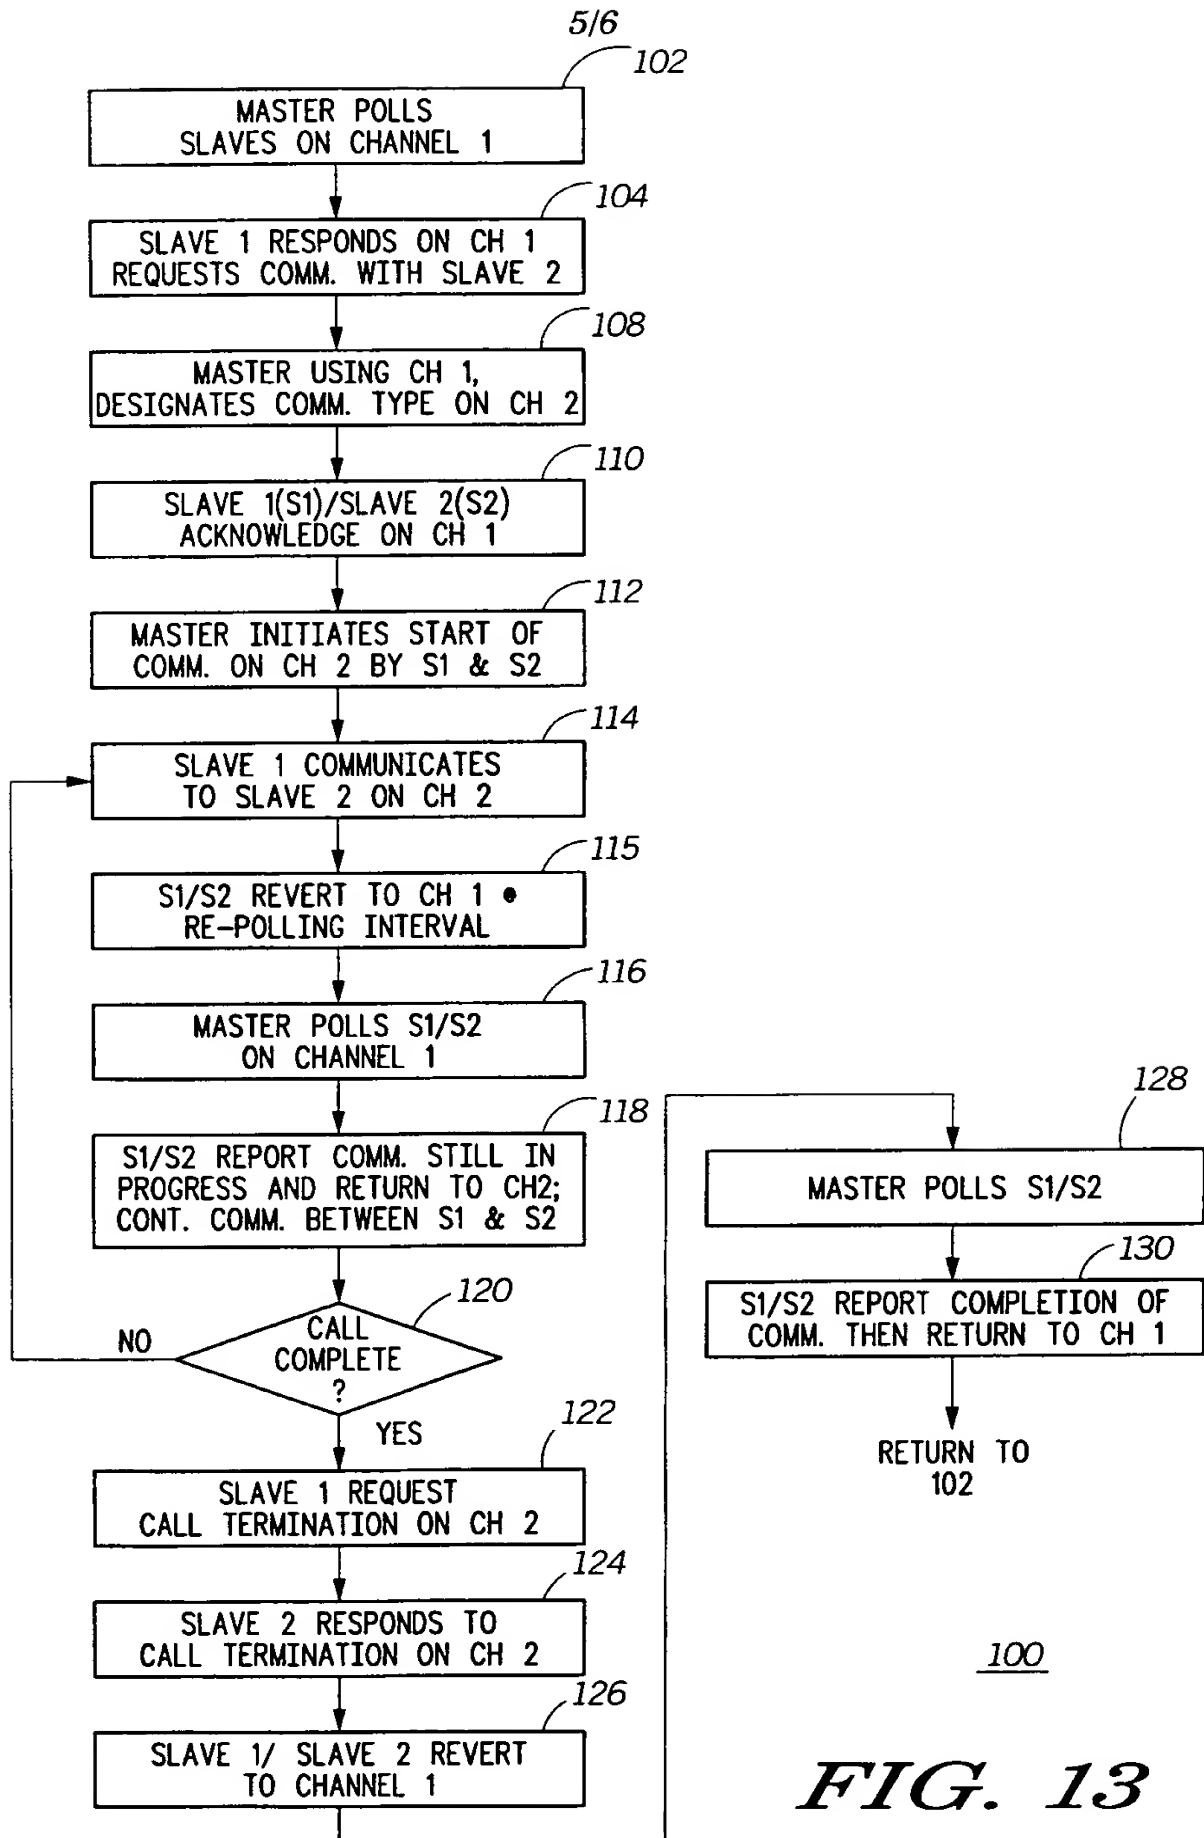 5/6
102
MASTER POLLS
SLAVES ON CHANNEL 1
104
SLAVE 1 RESPONDS ON CH 1
REQUESTS COMM. WITH SLAVE 2
108
MASTER USING CH 1,
DESIGNATES COMM. TYPE ON CH 2
110
SLAVE 1(S1)/SLAVE 2(S2)
ACKNOWLEDGE ON CH 1
112
MASTER INITIATES START OF
COMM. ON CH 2 BY S1 & S2
114
SLAVE 1 COMMUNICATES
TO SLAVE 2 ON CH 2
115
S1/S2 REVERT TO CH 1 •
RE-POLLING INTERVAL
116
MASTER POLLS S1/S2
ON CHANNEL 1
118
S1/S2 REPORT COMM. STILL IN
PROGRESS AND RETURN TO CH2;
CONT. COMM. BETWEEN S1 & S2
120
CALL
COMPLETE
?
NO
YES
122
SLAVE 1 REQUEST
CALL TERMINATION ON CH 2
124
SLAVE 2 RESPONDS TO
CALL TERMINATION ON CH 2
126
SLAVE 1/ SLAVE 2 REVERT
TO CHANNEL 1
128
MASTER POLLS S1/S2
130
S1/S2 REPORT COMPLETION OF
COMM. THEN RETURN TO CH 1
RETURN TO
102
100
FIG. 13